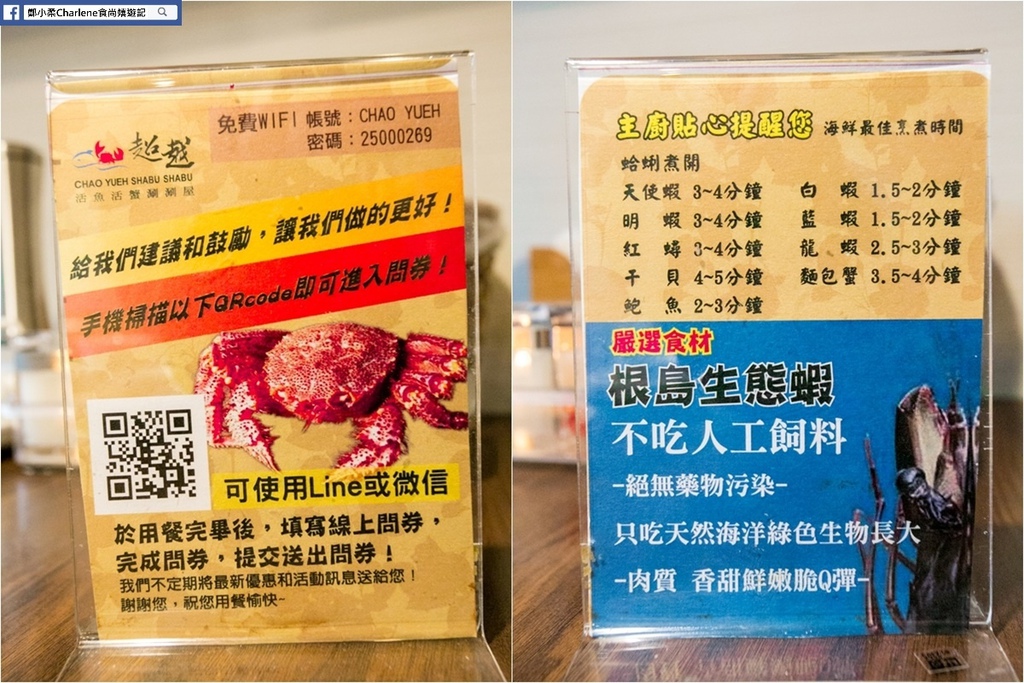 鄭小柔Charlene食尚嬉遊記
免費WIFI 帳號：CHAO YUEH
密碼：25000269
超越
CHAO YUEH SHABU SHABU
活魚活蟹涮涮屋
給我們建議和鼓勵，讓我們做的更好！
手機掃描以下QRcode即可進入問券！
可使用Line或微信
於用餐完畢後，填寫線上問券，
完成問券，提交送出問券！
我們不定期將最新優惠和活動訊息送給您！
謝謝您，祝您用餐愉快~
主廚貼心提醒您 海鮮最佳烹煮時間
蛤蜊煮開
天使蝦 3~4分鐘 白 蝦 1.5~2分鐘
明 蝦 3~4分鐘 藍 蝦 1.5~2分鐘
紅 蟳 3~4分鐘 龍 蝦 2.5~3分鐘
干 貝 4~5分鐘 麵包蟹 3.5~4分鐘
鮑 魚 2~3分鐘
嚴選食材
根島生態蝦
不吃人工飼料
-絕無藥物污染-
只吃天然海洋綠色生物長大
-肉質 香甜鮮嫩脆Q彈-